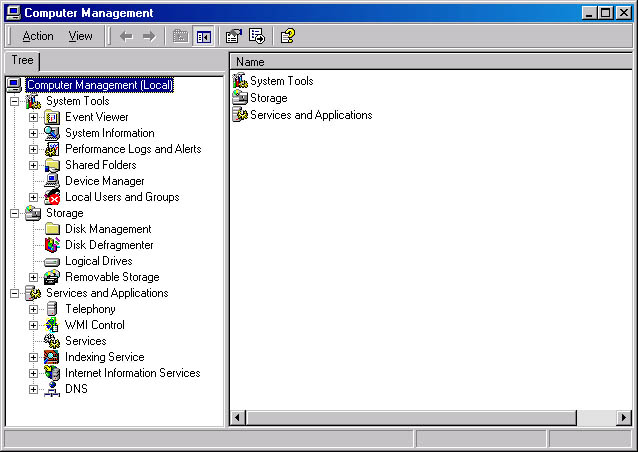 Computer Management
Action View
Tree
Computer Management (Local)
System Tools
Event Viewer
System Information
Performance Logs and Alerts
Shared Folders
Device Manager
Local Users and Groups
Storage
Disk Management
Disk Defragmenter
Logical Drives
Removable Storage
Services and Applications
Telephony
WMI Control
Services
Indexing Service
Internet Information Services
DNS
Name
System Tools
Storage
Services and Applications